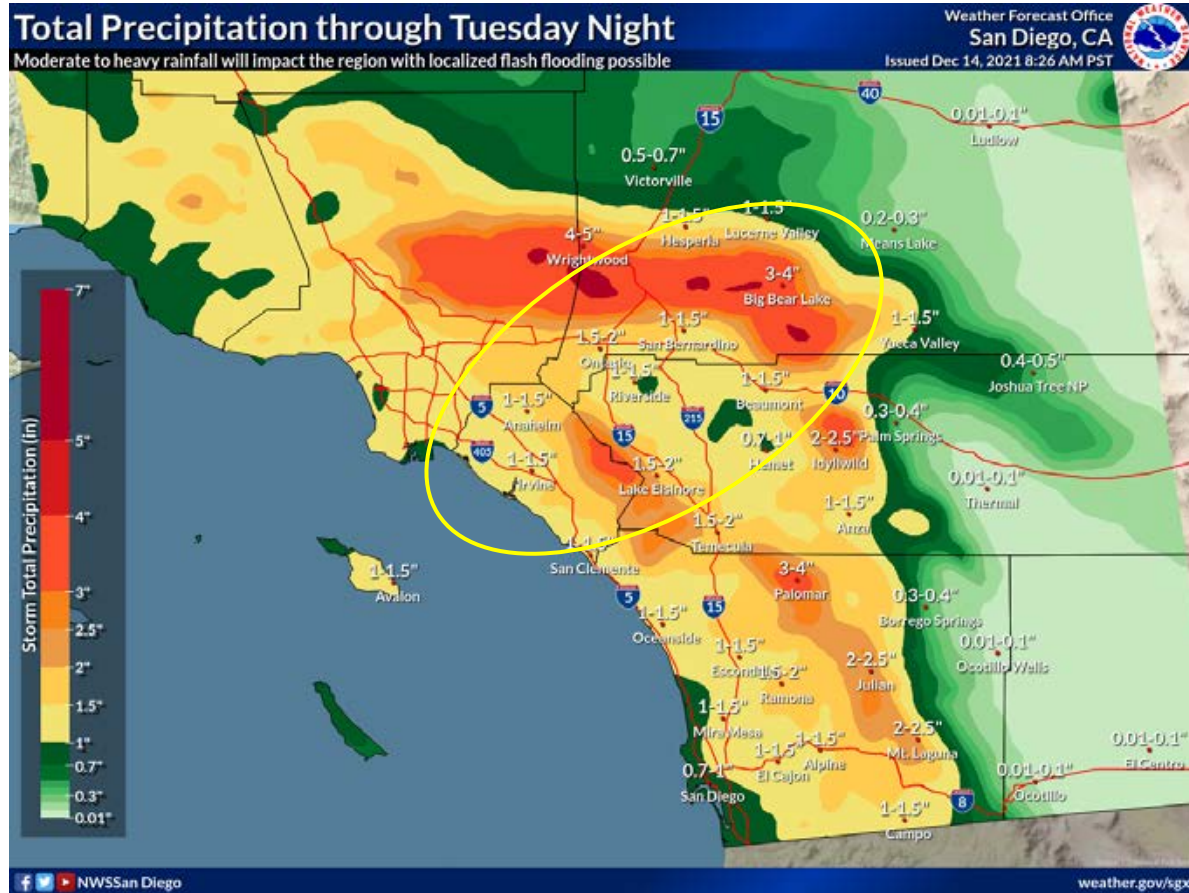 Total Precipitation through Tuesday Night
Moderate to heavy rainfall will impact the region with localized flash flooding possible
Weather Forecast Office
San Diego, CA
Issued Dec 14, 2021 8:26 AM PST
NATIONAL WEATHER SERVICE
40
15
0.01-0.1"
Ludlow
0.5-0.7"
Victorville
1-1.5"
Hesperia
1-1.5"
Lucerne Valley
0.2-0.3"
Means Lake
4-5"
Wrightwood
3-4"
Big Bear Lake
1-1.5"
San Bernardino
1-1.5"
Yucca Valley
1.5-2"
Ontario
1-1.5"
Riverside
0.4-0.5"
Joshua Tree NP
1-1.5"
Beaumont
10
5
1-1.5"
Anaheim
215
15
0.3-0.4"
Palm Springs
0.7-1"
Hemet
2-2.5"
Idyllwild
405
1-1.5"
Irvine
1.5-2"
Lake Elsinore
0.01-0.1"
Thermal
1-1.5"
Anza
1.5-2"
Temecula
1-1.5"
San Clemente
1-1.5"
Avalon
3-4"
Palomar
5
15
0.3-0.4"
Borrego Springs
1-1.5"
Oceanside
0.01-0.1"
Ocotillo Wells
1-1.5"
Escondido
1.5-2"
Ramona
2-2.5"
Julian
1-1.5"
Mira Mesa
2-2.5"
Mt. Laguna
1-1.5"
El Cajon
1-1.5"
Alpine
0.01-0.1"
El Centro
0.7-1"
San Diego
0.01-0.1"
Ocotillo
8
1-1.5"
Campo
Storm Total Precipitation (in)
7"
5"
4"
3"
2.5"
2"
1.5"
1"
0.7"
0.3"
0.01"
NWSSan Diego
weather.gov/sgx